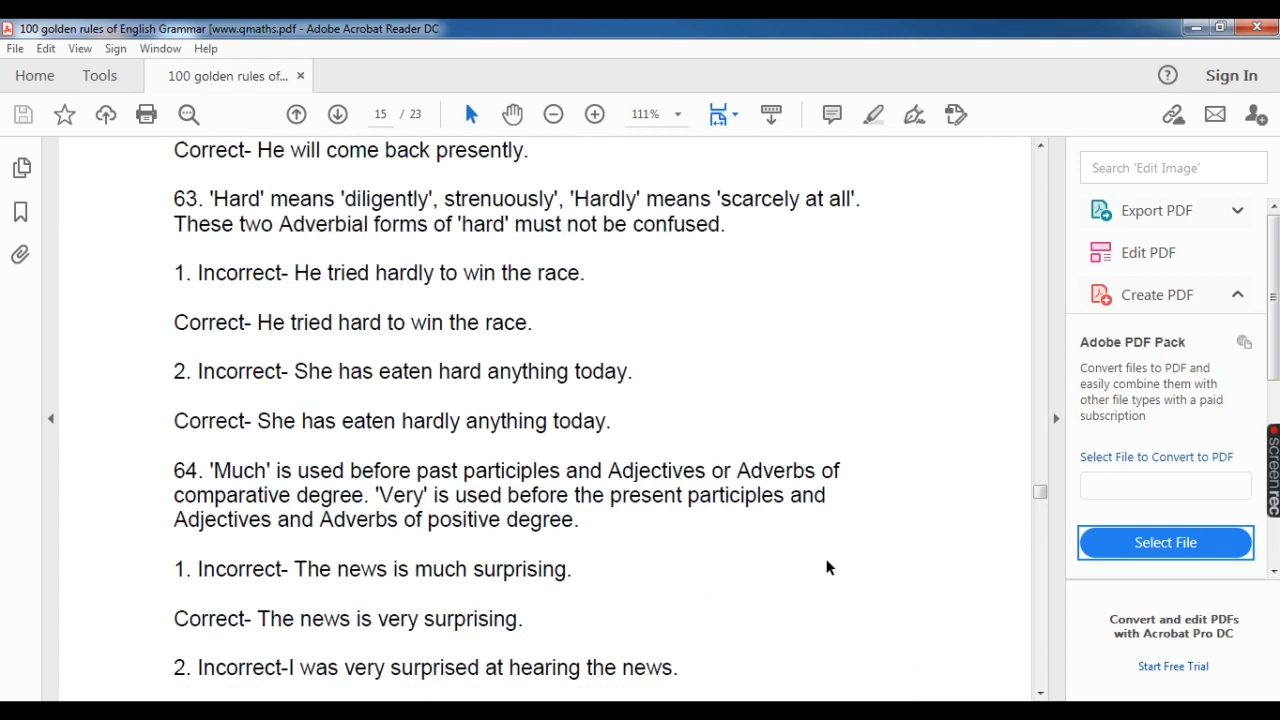 100 golden rules of English Grammar [www.qmaths.pdf - Adobe Acrobat Reader DC
File Edit View Sign Window Help
Home Tools 100 golden rules of... × Sign In
15 / 23 111%
Correct- He will come back presently.
63. 'Hard' means 'diligently', strenuously', 'Hardly' means 'scarcely at all'.
These two Adverbial forms of 'hard' must not be confused.
1. Incorrect- He tried hardly to win the race.
Correct- He tried hard to win the race.
2. Incorrect- She has eaten hard anything today.
Correct- She has eaten hardly anything today.
64. 'Much' is used before past participles and Adjectives or Adverbs of
comparative degree. 'Very' is used before the present participles and
Adjectives and Adverbs of positive degree.
1. Incorrect- The news is much surprising.
Correct- The news is very surprising.
2. Incorrect-I was very surprised at hearing the news.
Search 'Edit Image'
Export PDF
Edit PDF
Create PDF
Adobe PDF Pack
Convert files to PDF and
easily combine them with
other file types with a paid
subscription
Select File to Convert to PDF
Select File
Convert and edit PDFs
with Acrobat Pro DC
Start Free Trial
screenrec